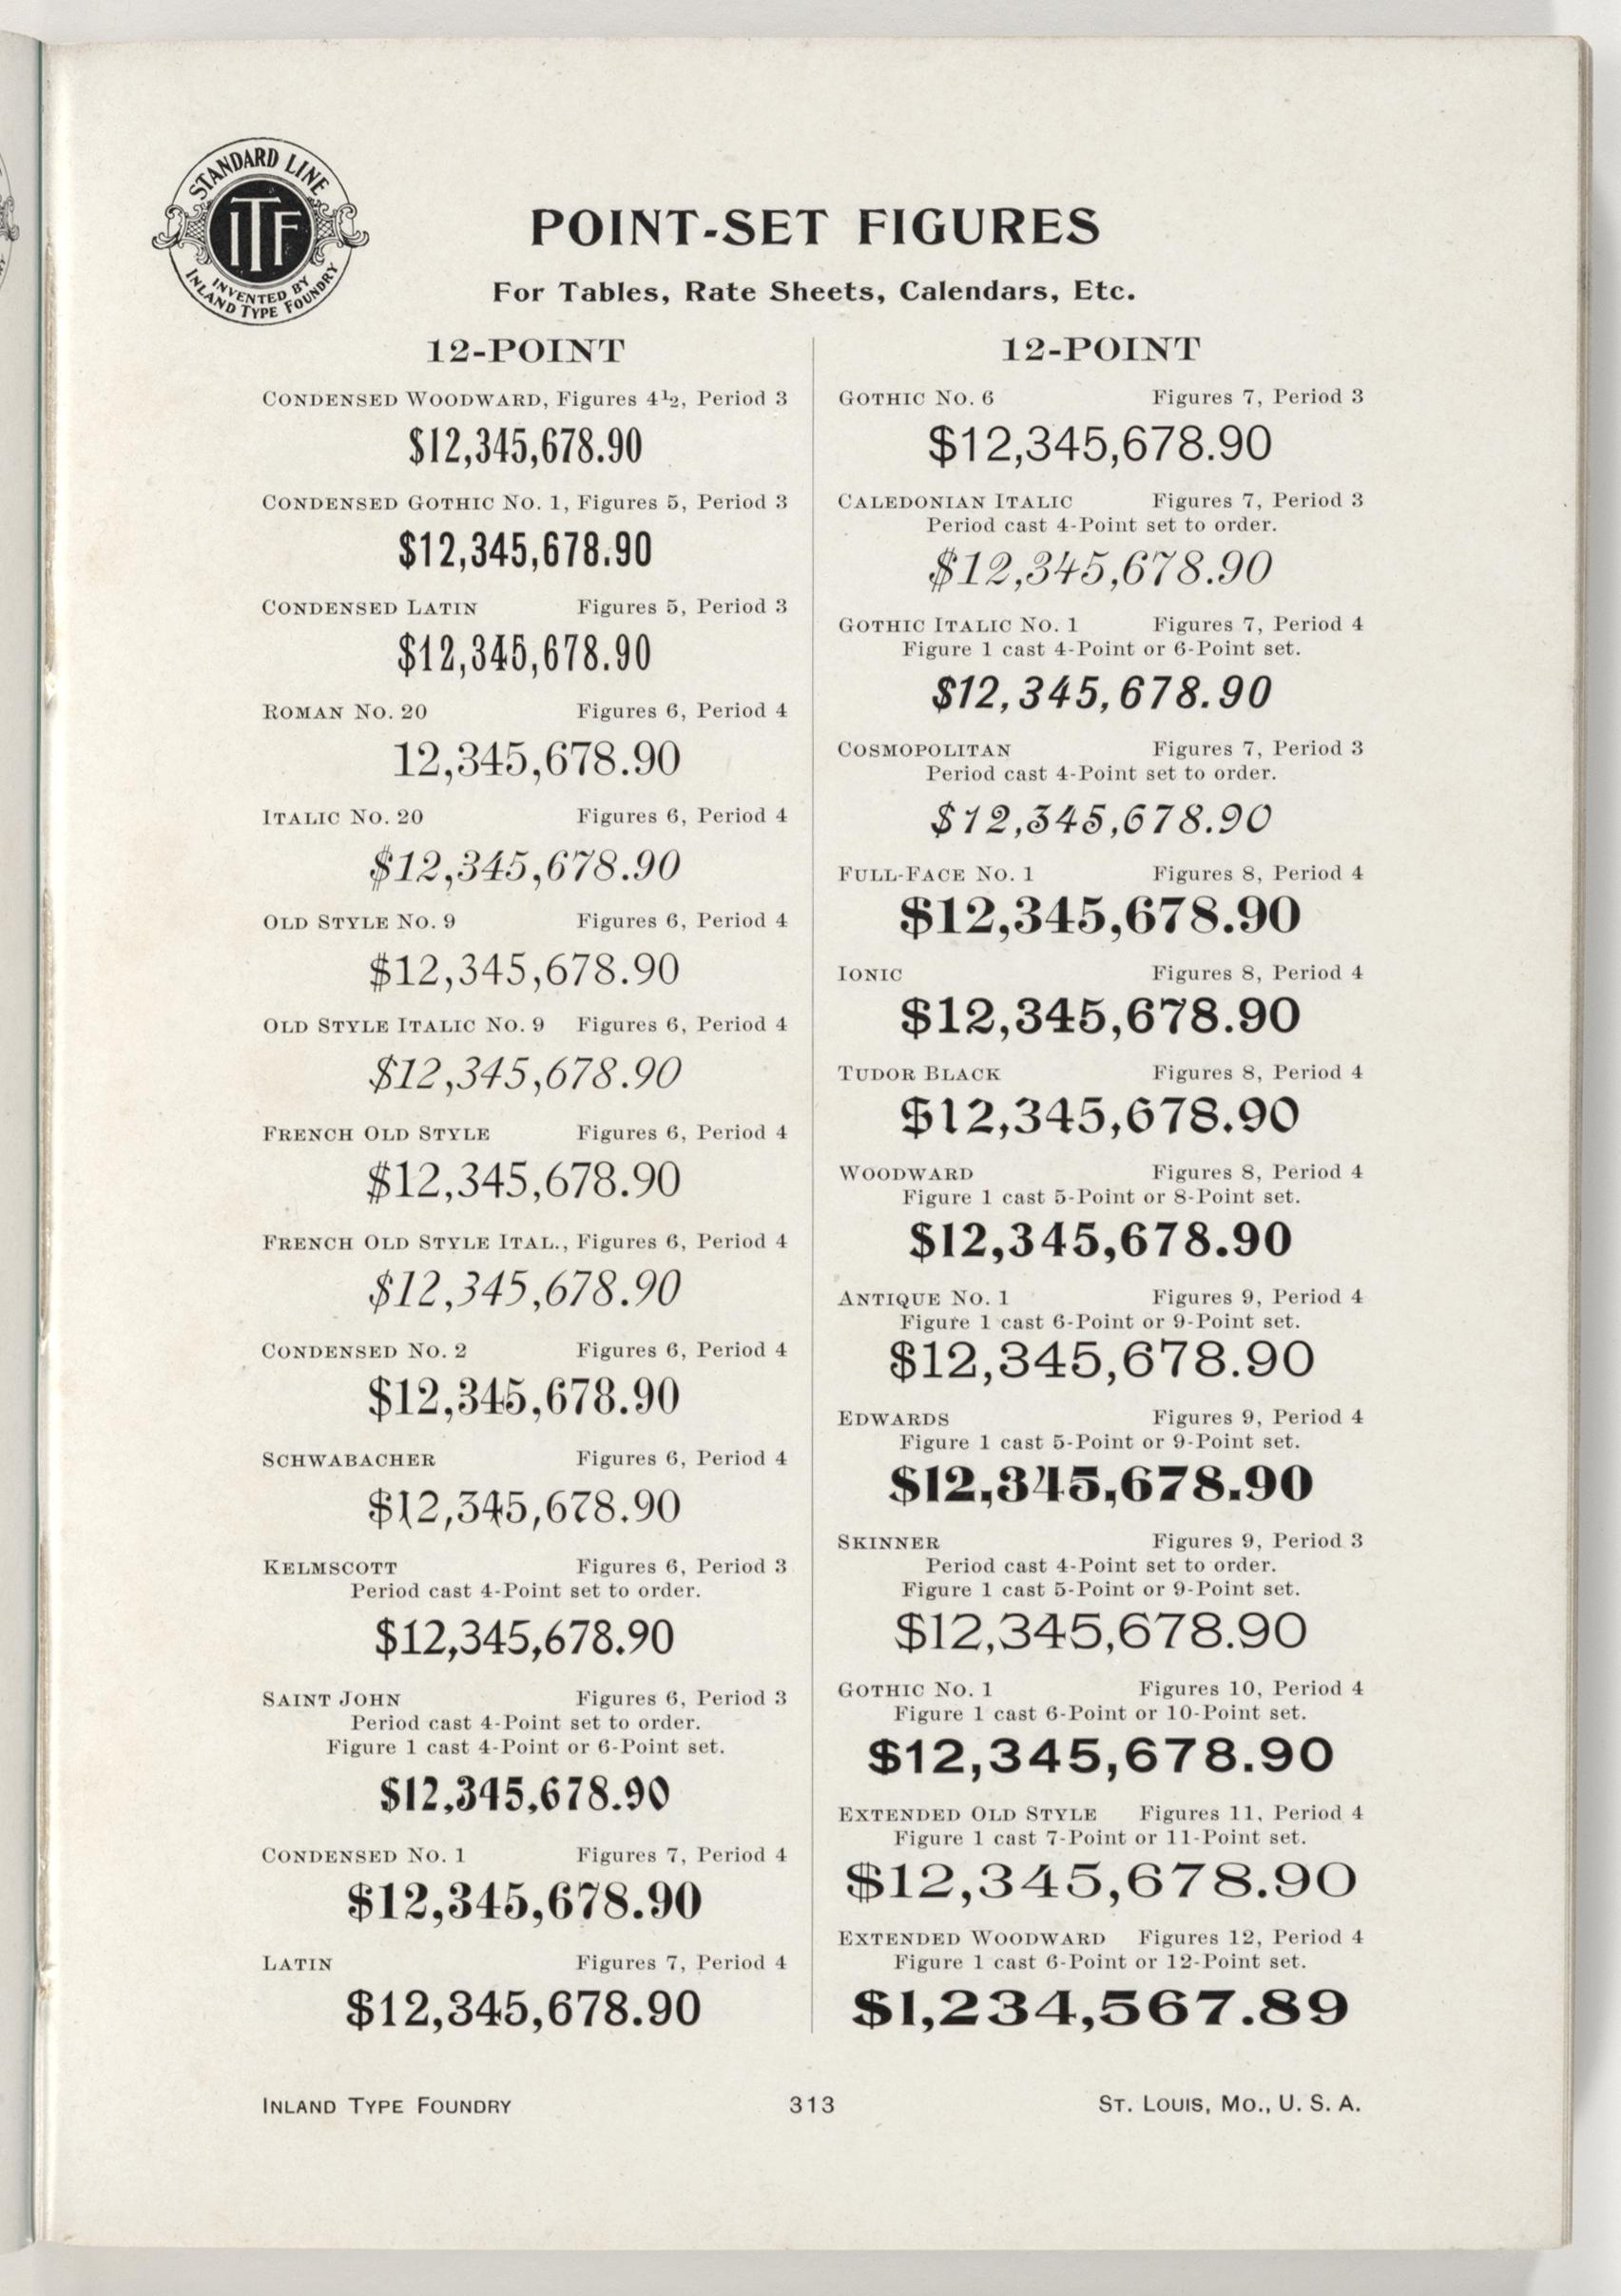 STANDARD LINE
ITF
INVENTED BY
INLAND TYPE FOUNDRY
POINT-SET FIGURES
For Tables, Rate Sheets, Calendars, Etc.
12-POINT
CONDENSED WOODWARD, Figures 4½, Period 3
$12,345,678.90
CONDENSED GOTHIC NO. 1, Figures 5, Period 3
$12,345,678.90
CONDENSED LATIN Figures 5, Period 3
$12,345,678.90
ROMAN NO. 20 Figures 6, Period 4
12,345,678.90
ITALIC NO. 20 Figures 6, Period 4
$12,345,678.90
OLD STYLE NO. 9 Figures 6, Period 4
$12,345,678.90
OLD STYLE ITALIC NO. 9 Figures 6, Period 4
$12,345,678.90
FRENCH OLD STYLE Figures 6, Period 4
$12,345,678.90
FRENCH OLD STYLE ITAL., Figures 6, Period 4
$12,345,678.90
CONDENSED NO. 2 Figures 6, Period 4
$12,345,678.90
SCHWABACHER Figures 6, Period 4
$12,345,678.90
KELMSCOTT Figures 6, Period 3
Period cast 4-Point set to order.
$12,345,678.90
SAINT JOHN Figures 6, Period 3
Period cast 4-Point set to order.
Figure 1 cast 4-Point or 6-Point set.
$12,345,678.90
CONDENSED NO. 1 Figures 7, Period 4
$12,345,678.90
LATIN Figures 7, Period 4
$12,345,678.90
12-POINT
GOTHIC NO. 6 Figures 7, Period 3
$12,345,678.90
CALEDONIAN ITALIC Figures 7, Period 3
Period cast 4-Point set to order.
$12,345,678.90
GOTHIC ITALIC NO. 1 Figures 7, Period 4
Figure 1 cast 4-Point or 6-Point set.
$12,345,678.90
COSMOPOLITAN Figures 7, Period 3
Period cast 4-Point set to order.
$12,345,678.90
FULL-FACE NO. 1 Figures 8, Period 4
$12,345,678.90
IONIC Figures 8, Period 4
$12,345,678.90
TUDOR BLACK Figures 8, Period 4
$12,345,678.90
WOODWARD Figures 8, Period 4
Figure 1 cast 5-Point or 8-Point set.
$12,345,678.90
ANTIQUE NO. 1 Figures 9, Period 4
Figure 1 cast 6-Point or 9-Point set.
$12,345,678.90
EDWARDS Figures 9, Period 4
Figure 1 cast 5-Point or 9-Point set.
$12,345,678.90
SKINNER Figures 9, Period 3
Period cast 4-Point set to order.
Figure 1 cast 5-Point or 9-Point set.
$12,345,678.90
GOTHIC NO. 1 Figures 10, Period 4
Figure 1 cast 6-Point or 10-Point set.
$12,345,678.90
EXTENDED OLD STYLE Figures 11, Period 4
Figure 1 cast 7-Point or 11-Point set.
$12,345,678.90
EXTENDED WOODWARD Figures 12, Period 4
Figure 1 cast 6-Point or 12-Point set.
$1,234,567.89
INLAND TYPE FOUNDRY 313 ST. LOUIS, MO., U. S. A.